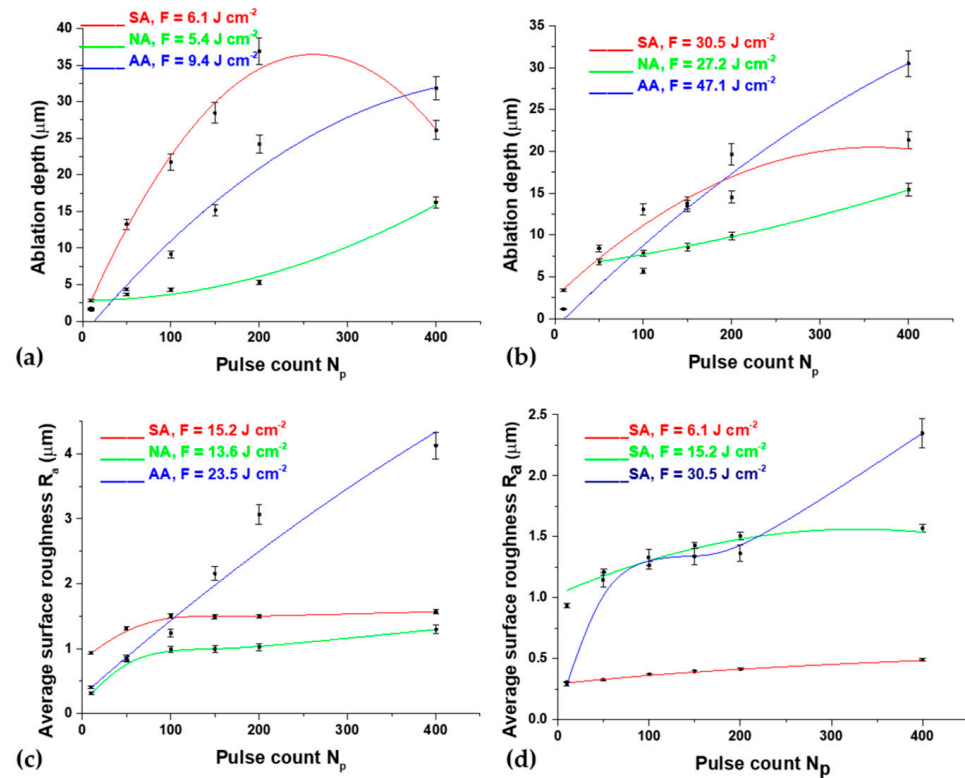 SA, F = 6.1 J cm-2
NA, F = 5.4 J cm-2
AA, F = 9.4 J cm-2
40
35
30
25
20
15
10
5
0
Ablation depth (μm)
0 100 200 300 400
Pulse count Np
(a)
SA, F = 30.5 J cm-2
NA, F = 27.2 J cm-2
AA, F = 47.1 J cm-2
35
30
25
20
15
10
5
0
Ablation depth (μm)
0 100 200 300 400
Pulse count Np
(b)
SA, F = 15.2 J cm-2
NA, F = 13.6 J cm-2
AA, F = 23.5 J cm-2
4
3
2
1
0
Average surface roughness Ra (μm)
0 100 200 300 400
Pulse count Np
(c)
SA, F = 6.1 J cm-2
SA, F = 15.2 J cm-2
SA, F = 30.5 J cm-2
2.5
2.0
1.5
1.0
0.5
0.0
Average surface roughness Ra (μm)
0 200 400
Pulse count Np
(d)